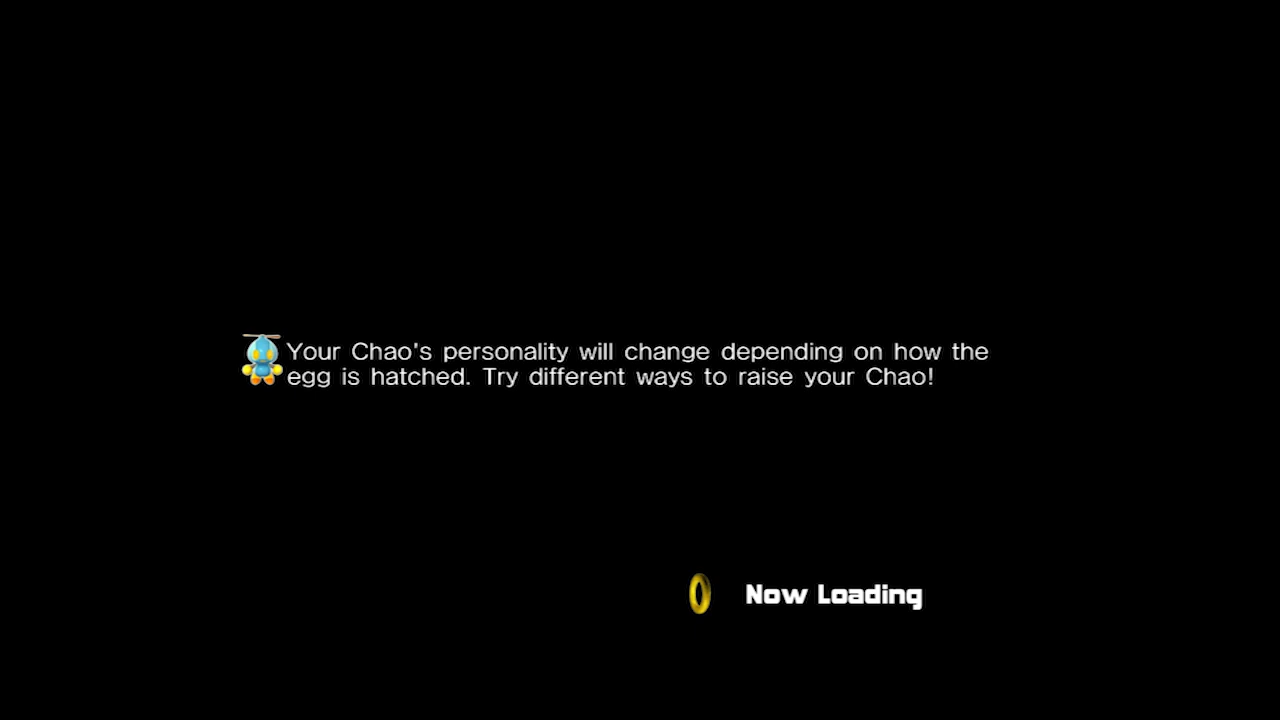 Your Chao's personality will change depending on how the
egg is hatched. Try different ways to raise your Chao!
Now Loading